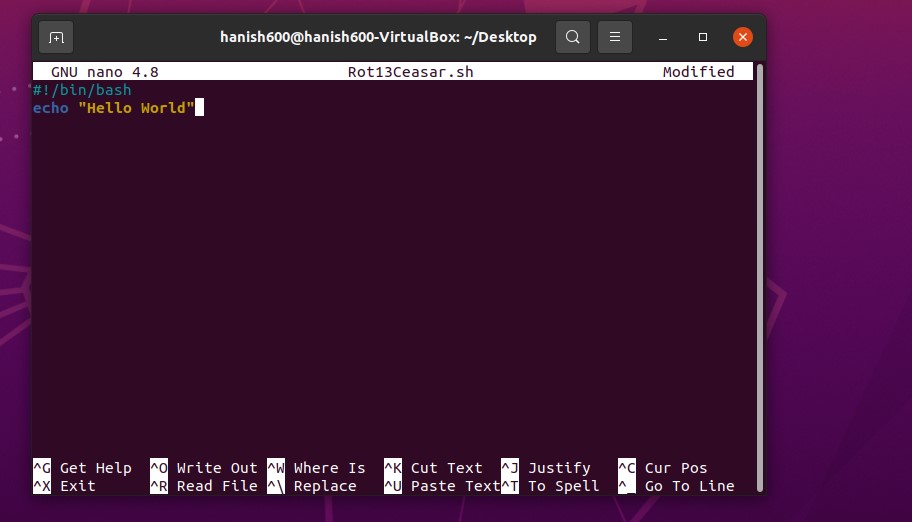 hanish600@hanish600-VirtualBox: ~/Desktop
GNU nano 4.8 Rot13Ceasar.sh Modified
#!/bin/bash
echo "Hello World"
^G Get Help ^O Write Out ^W Where Is ^K Cut Text ^J Justify ^C Cur Pos
^X Exit ^R Read File ^\ Replace ^U Paste Text ^T To Spell ^_ Go To Line